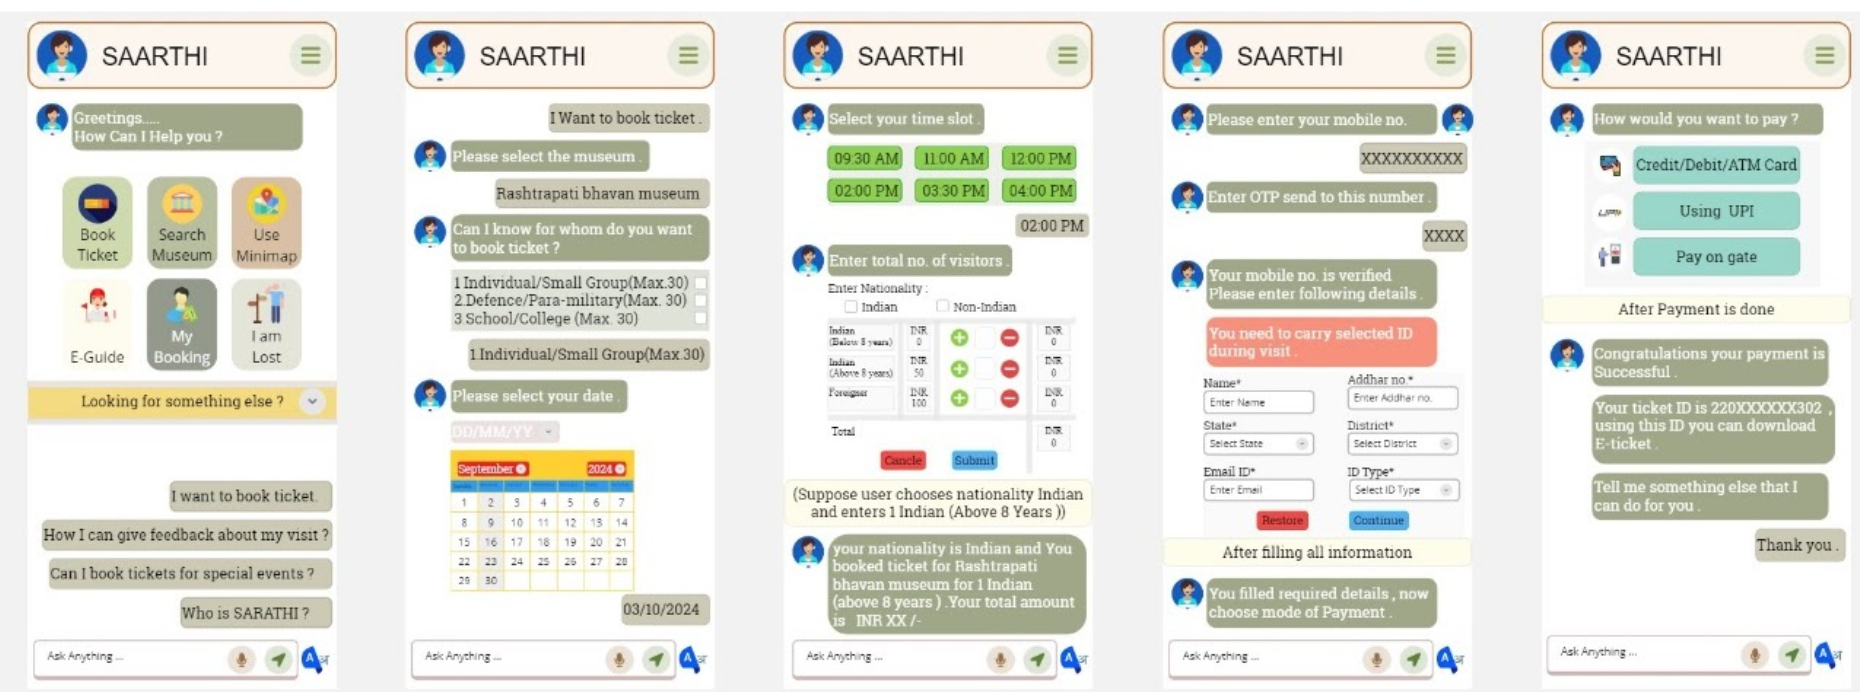 SAARTHI
Greetings.....
How Can I Help you ?
Book
Ticket
Search
Museum
Use
Minimap
E-Guide
My
Booking
I am
Lost
Looking for something else ?
I want to book ticket.
How I can give feedback about my visit ?
Can I book tickets for special events ?
Who is SARATHI ?
Ask Anything ...
A अ
SAARTHI
I Want to book ticket .
Please select the museum .
Rashtrapati bhavan museum
Can I know for whom do you want
to book ticket ?
1 Individual/Small Group(Max.30)
2.Defence/Para-military(Max. 30)
3.School/College (Max. 30)
1.Individual/Small Group(Max.30)
Please select your date .
DD/MM/YY
September 2024
1 2 3 4 5 6 7
8 9 10 11 12 13 14
15 16 17 18 19 20 21
22 23 24 25 26 27 28
29 30
03/10/2024
Ask Anything ...
A अ
SAARTHI
Select your time slot .
09:30 AM 11:00 AM 12:00 PM
02:00 PM 03:30 PM 04:00 PM
02:00 PM
Enter total no. of visitors .
Enter Nationality :
Indian Non-Indian
Indian
(Below 8 years)
INR
0
INR
0
Indian
(Above 8 years)
INR
50
INR
0
Foreigner
INR
100
INR
0
Total
INR
0
Cancle Submit
(Suppose user chooses nationality Indian
and enters 1 Indian (Above 8 Years ))
your nationality is Indian and You
booked ticket for Rashtrapati
bhavan museum for 1 Indian
(above 8 years ) .Your total amount
is INR XX /-
Ask Anything ...
A अ
SAARTHI
Please enter your mobile no.
XXXXXXXXXX
Enter OTP send to this number .
XXXX
Your mobile no. is verified
Please enter following details .
You need to carry selected ID
during visit .
Name* Addhar no.*
Enter Name Enter Addhar no.
State* District*
Select State Select District
Email ID* ID Type*
Enter Email Select ID Type
Restore Continue
After filling all information
You filled required details , now
choose mode of Payment .
Ask Anything ...
A अ
SAARTHI
How would you want to pay ?
Credit/Debit/ATM Card
UPI
Using UPI
Pay on gate
After Payment is done
Congratulations your payment is
Successful .
Your ticket ID is 220XXXXXX302 ,
using this ID you can download
E-ticket .
Tell me something else that I
can do for you .
Thank you .
Ask Anything ...
A अ